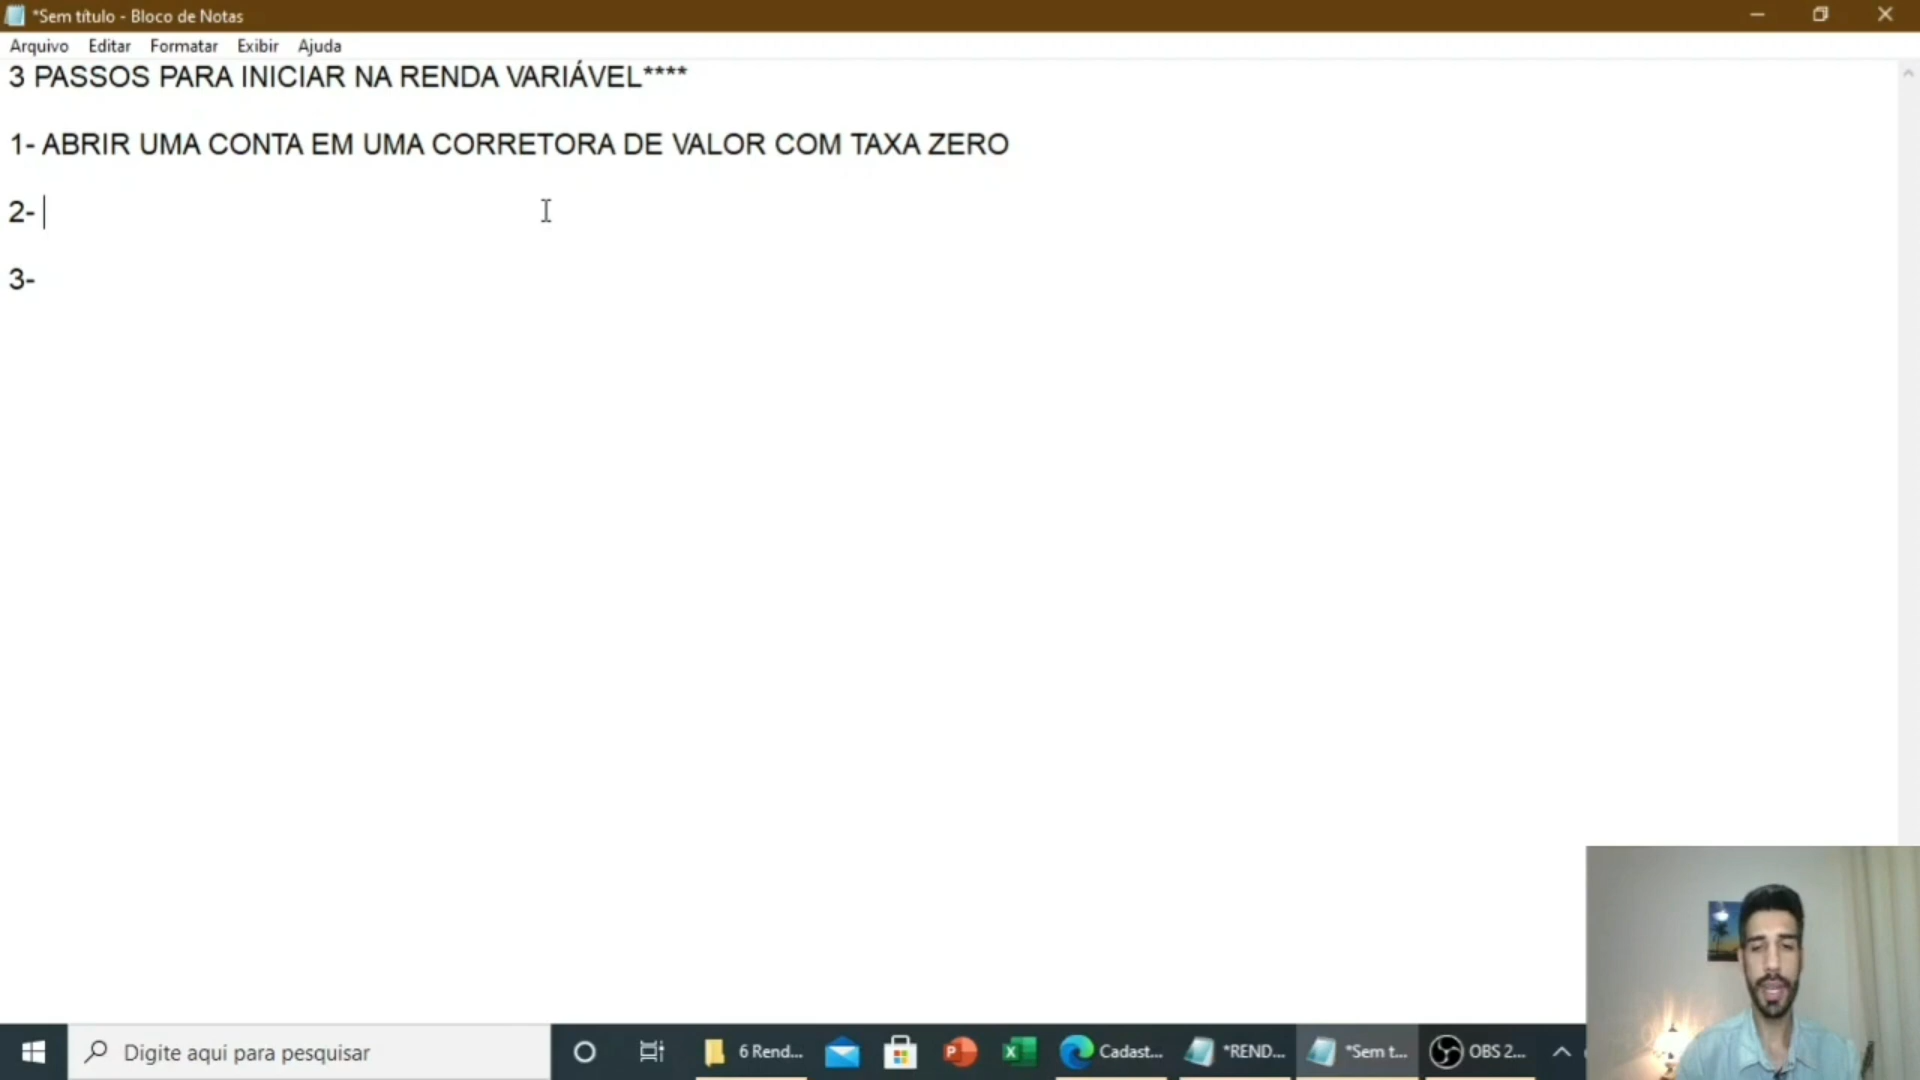 *Sem título - Bloco de Notas
Arquivo Editar Formatar Exibir Ajuda
3 PASSOS PARA INICIAR NA RENDA VARIÁVEL****
1- ABRIR UMA CONTA EM UMA CORRETORA DE VALOR COM TAXA ZERO
2-
3-
Digite aqui para pesquisar 6 Rend... Cadast... *REND... *Sem t... OBS 2...